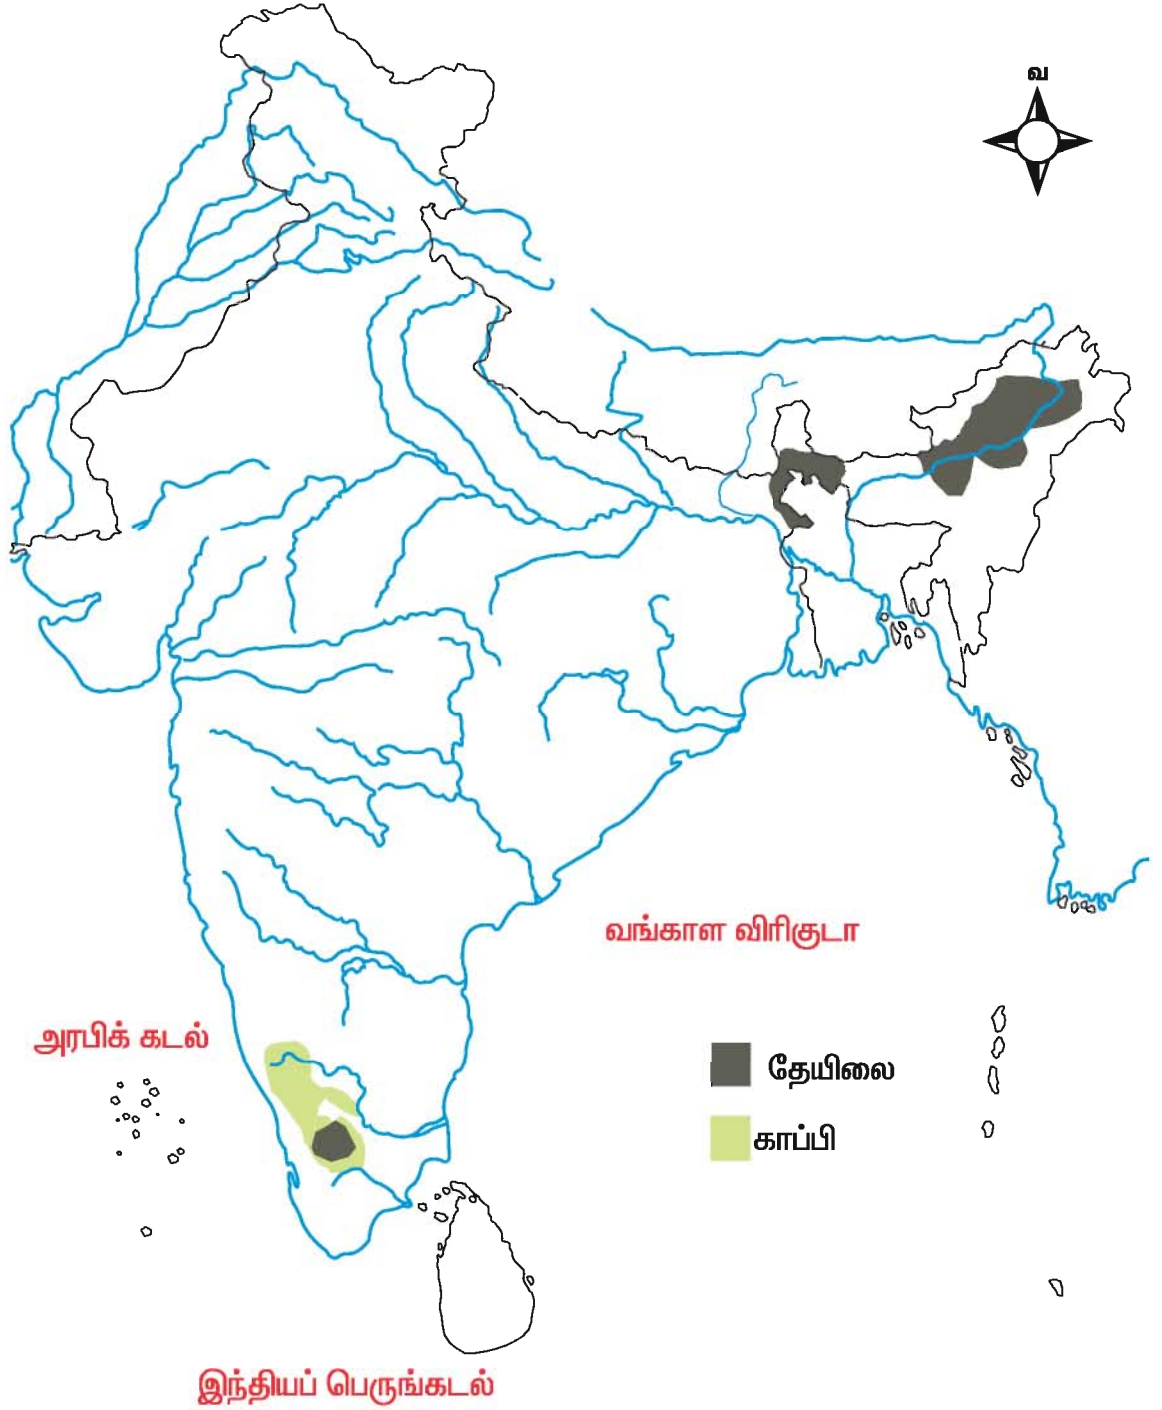 வ
வங்காள விரிகுடா
அரபிக் கடல்
தேயிலை
காப்பி
இந்தியப் பெருங்கடல்